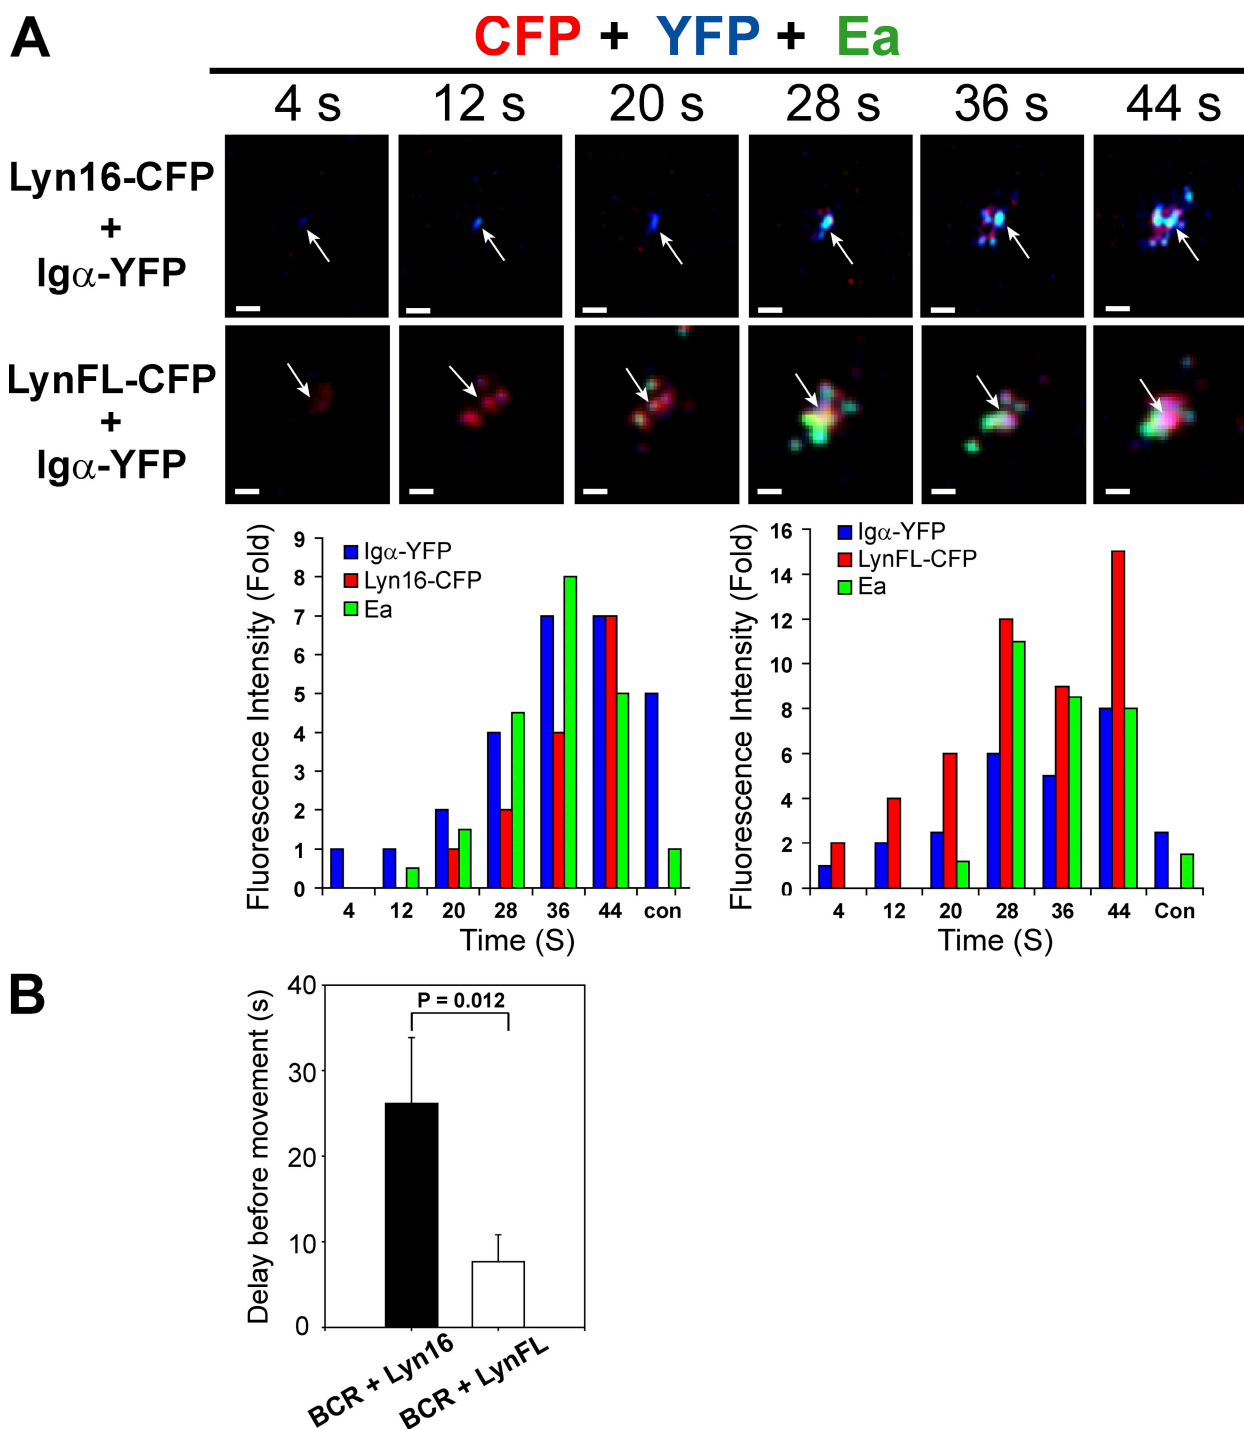 A
CFP + YFP + Ea
4 s 12 s 20 s 28 s 36 s 44 s
Lyn16-CFP
+
Igα-YFP
LynFL-CFP
+
Igα-YFP
Fluorescence Intensity (Fold)
9
8
7
6
5
4
3
2
1
0
Igα-YFP
Lyn16-CFP
Ea
4 12 20 28 36 44 con
Time (S)
Fluorescence Intensity (Fold)
16
14
12
10
8
6
4
2
0
Igα-YFP
LynFL-CFP
Ea
4 12 20 28 36 44 Con
Time (S)
B
Delay before movement (s)
40
30
20
10
0
P = 0.012
BCR + Lyn16
BCR + LynFL